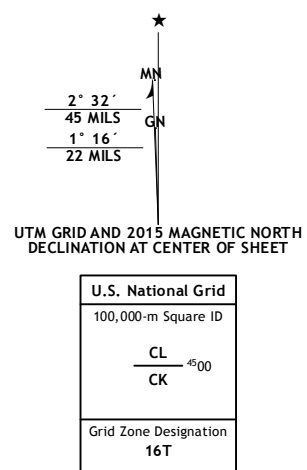 ★
MN
2° 32´
45 MILS
GN
1° 16´
22 MILS
UTM GRID AND 2015 MAGNETIC NORTH
DECLINATION AT CENTER OF SHEET
U.S. National Grid
100,000-m Square ID
CL
4500
CK
Grid Zone Designation
16T